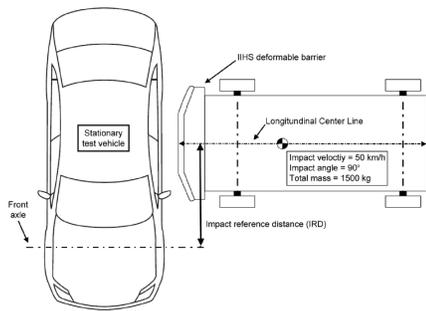 IIHS deformable barrier
Longitundinal Center Line
Stationary
test vehicle
Impact veloctiy = 50 km/h
Impact angle = 90°
Total mass = 1500 kg
Front
axle
Impact reference distance (IRD)